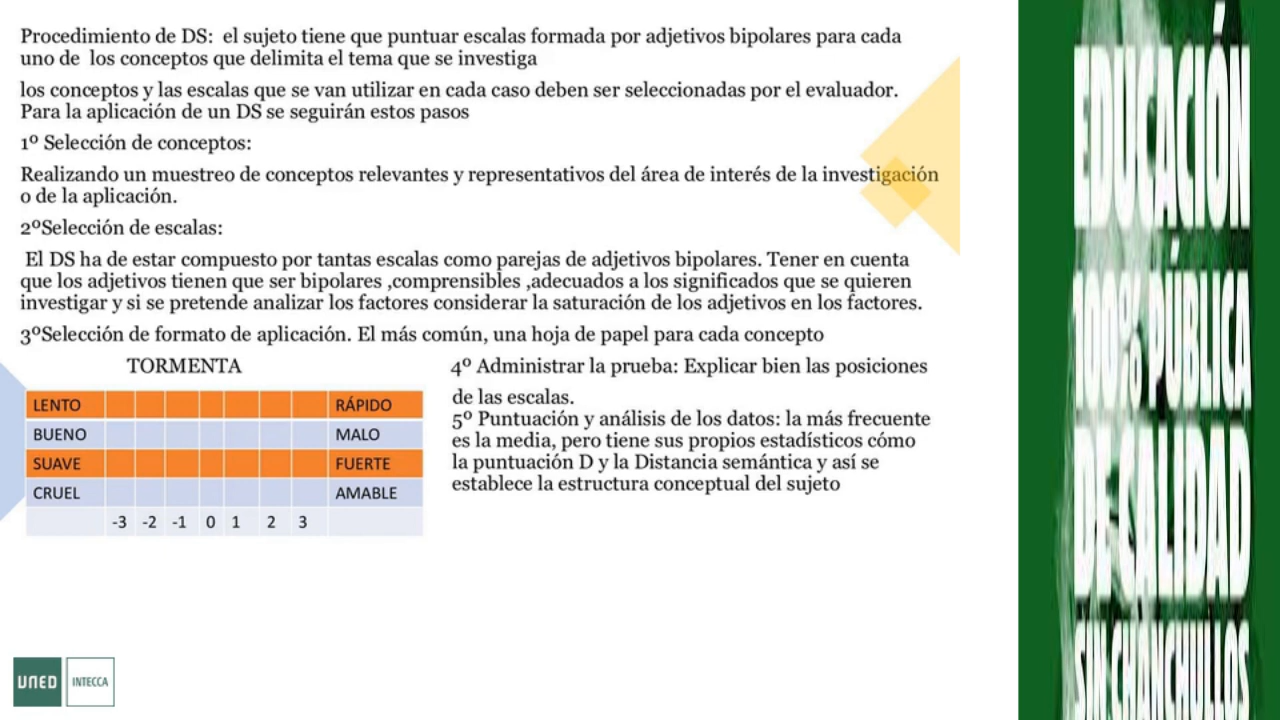 Procedimiento de DS: el sujeto tiene que puntuar escalas formada por adjetivos bipolares para cada
uno de los conceptos que delimita el tema que se investiga
los conceptos y las escalas que se van utilizar en cada caso deben ser seleccionadas por el evaluador.
Para la aplicación de un DS se seguirán estos pasos
1º Selección de conceptos:
Realizando un muestreo de conceptos relevantes y representativos del área de interés de la investigación
o de la aplicación.
2ºSelección de escalas:
El DS ha de estar compuesto por tantas escalas como parejas de adjetivos bipolares. Tener en cuenta
que los adjetivos tienen que ser bipolares ,comprensibles ,adecuados a los significados que se quieren
investigar y si se pretende analizar los factores considerar la saturación de los adjetivos en los factores.
3ºSelección de formato de aplicación. El más común, una hoja de papel para cada concepto
TORMENTA
LENTO RÁPIDO
BUENO MALO
SUAVE FUERTE
CRUEL AMABLE
-3 -2 -1 0 1 2 3
4º Administrar la prueba: Explicar bien las posiciones
de las escalas.
5º Puntuación y análisis de los datos: la más frecuente
es la media, pero tiene sus propios estadísticos cómo
la puntuación D y la Distancia semántica y así se
establece la estructura conceptual del sujeto
UNED INTECCA
EDUCACIÓN
100% PÚBLICA
DE CALIDAD
SIN CHANCHULLOS